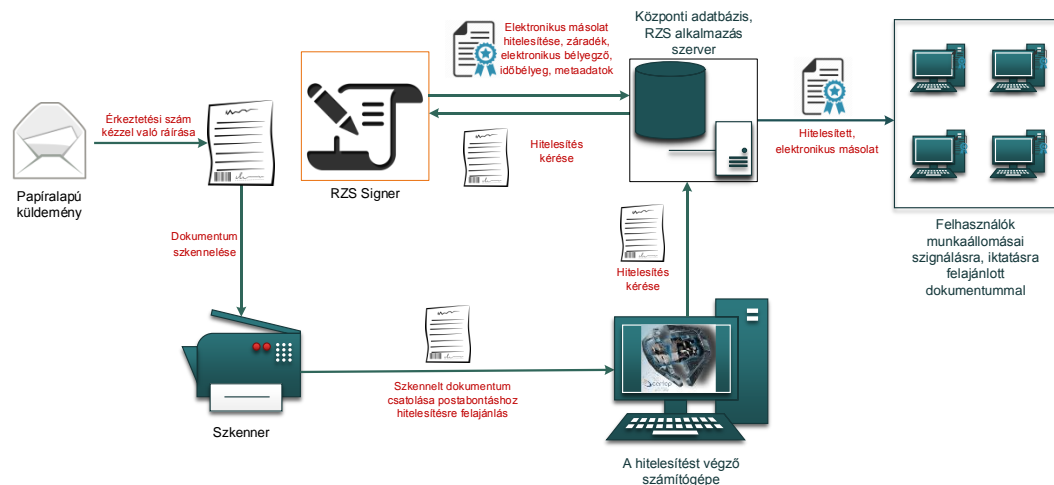 Elektronikus másolat
hitelesítése, záradék,
elektronikus bélyegző,
időbélyeg, metaadatok
Központi adatbázis,
RZS alkalmazás
szerver
Érkeztetési szám
kézzel való ráírása
Hitelesítés
kérése
Hitelesített,
elektronikus másolat
Papíralapú
küldemény
RZS Signer
Dokumentum
szkennelése
Hitelesítés
kérése
Felhasználók
munkaállomásai
szignálásra, iktatásra
felajánlott
dokumentummal
Szkennelt dokumentum
csatolása postabontáshoz
hitelesítésre felajánlás
Szkenner
A hitelesítést végző
számítógépe